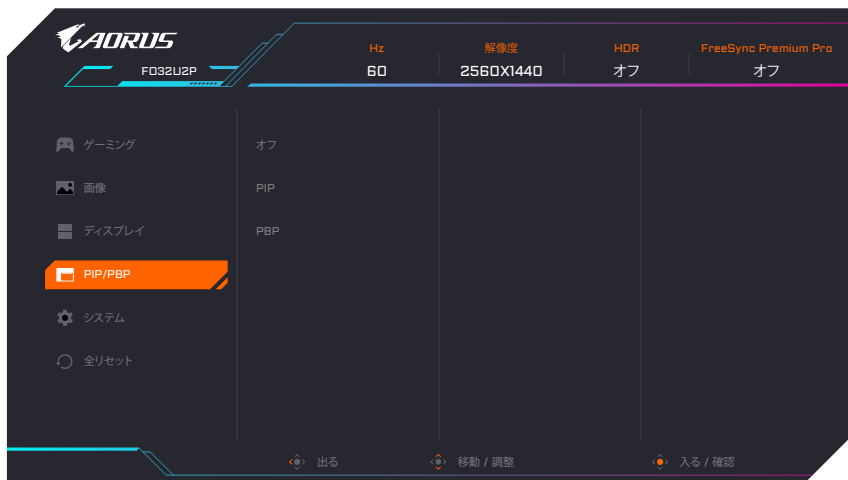 AORUS
FO32U2P
Hz
60
解像度
2560X1440
HDR
オフ
FreeSync Premium Pro
オフ
ゲーミング
画像
ディスプレイ
PIP/PBP
システム
全リセット
オフ
PIP
PBP
出る
移動 / 調整
入る / 確認